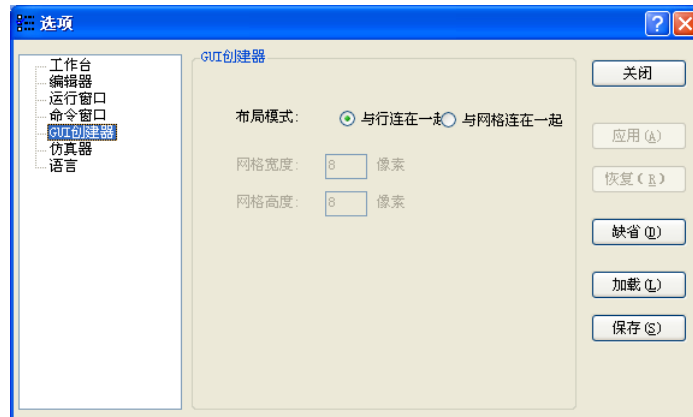 选项
工作台
编辑器
运行窗口
命令窗口
GUI创建器
仿真器
语言
GUI创建器
布局模式: 与行连在一起 与网格连在一起
网格宽度: 8 像素
网格高度: 8 像素
关闭
应用(A)
恢复(R)
缺省(D)
加载(L)
保存(S)